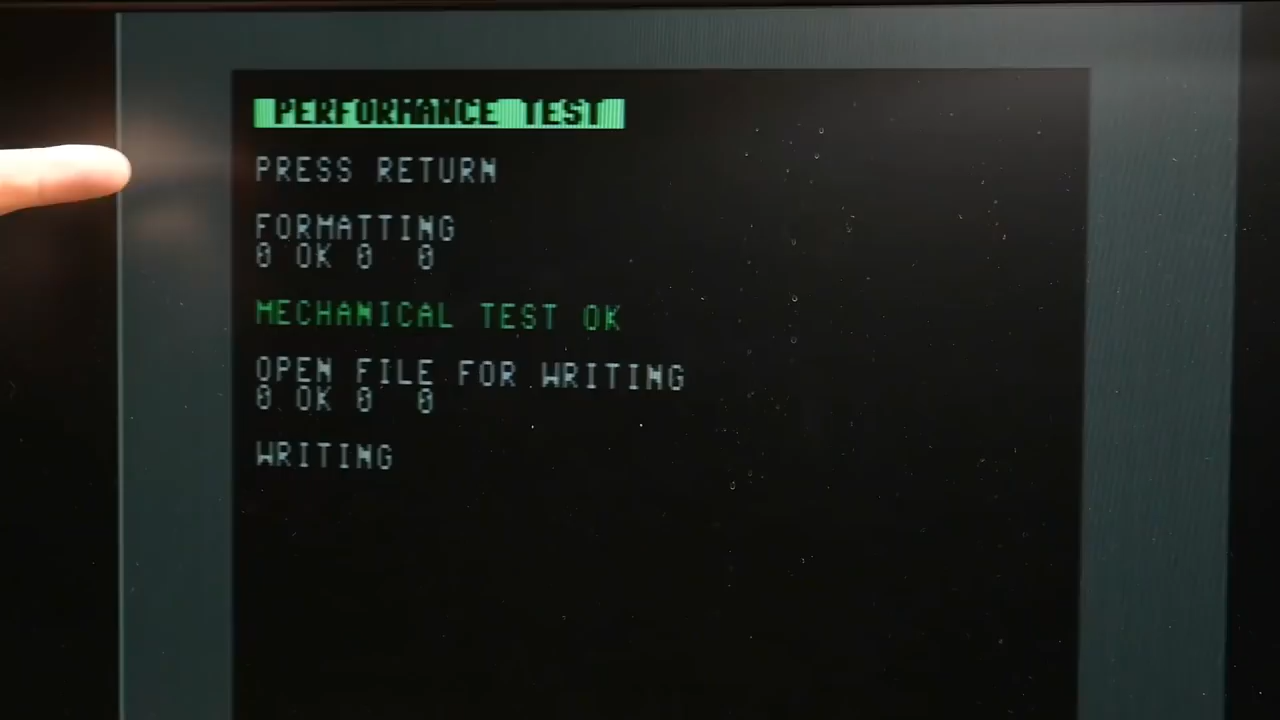 PERFORMANCE TEST
PRESS RETURN
FORMATTING
0 OK 0 0
MECHANICAL TEST OK
OPEN FILE FOR WRITING
0 OK 0 0
WRITING